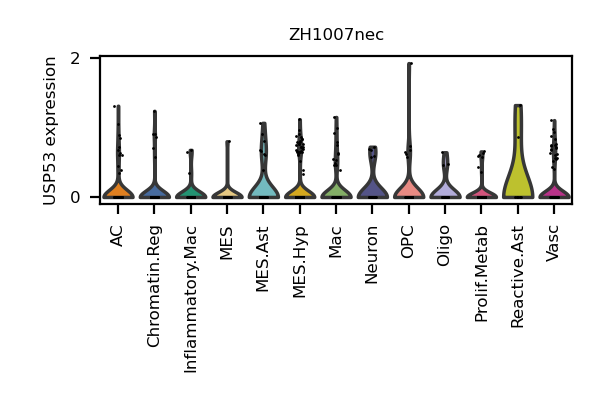 ZH1007nec
USP53 expression
2
0
AC
Chromatin.Reg
Inflammatory.Mac
MES
MES.Ast
MES.Hyp
Mac
Neuron
OPC
Oligo
Prolif.Metab
Reactive.Ast
Vasc